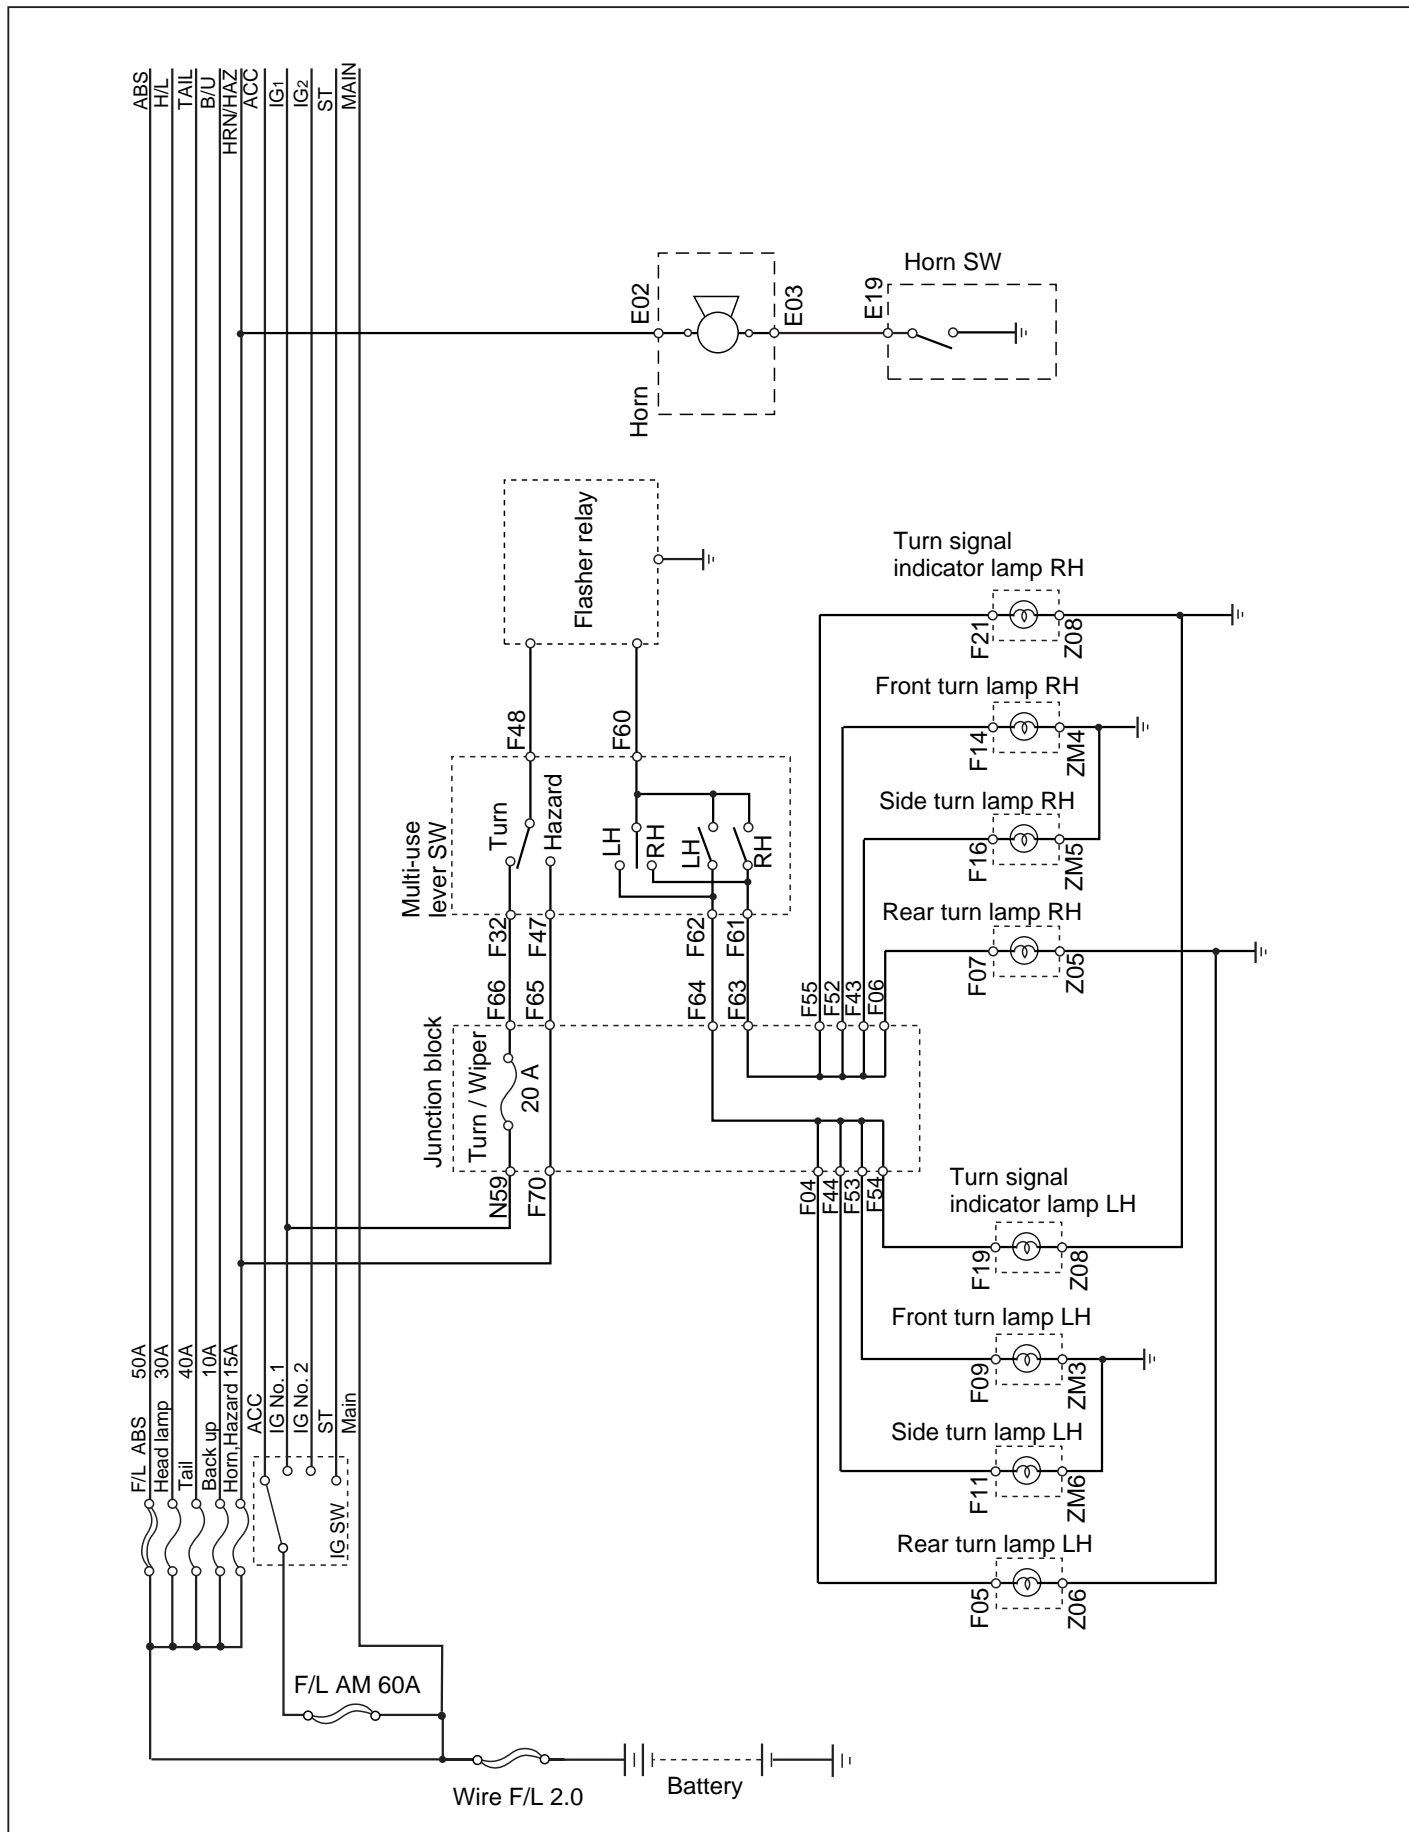 ABS
H/L
TAIL
B/U
HRN/HAZ
ACC
IG1
IG2
ST
MAIN
Horn SW
E02
E03
E19
Horn
Flasher relay
Turn signal
indicator lamp RH
F21
Z08
Front turn lamp RH
F14
ZM4
Side turn lamp RH
F16
ZM5
Rear turn lamp RH
F07
Z05
F48
F60
Multi-use
lever SW
Turn
Hazard
LH
RH
LH
RH
F32
F47
F62
F61
F66
F65
F64
F63
F55
F52
F43
F06
Junction block
Turn / Wiper
20 A
N59
F70
F04
F44
F53
F54
Turn signal
indicator lamp LH
F19
Z08
Front turn lamp LH
F09
ZM3
Side turn lamp LH
F11
ZM6
Rear turn lamp LH
F05
Z06
F/L ABS 50A
Head lamp 30A
Tail 40A
Back up 10A
Horn,Hazard 15A
ACC
IG No. 1
IG No. 2
ST
Main
IG SW
F/L AM 60A
Wire F/L 2.0
Battery